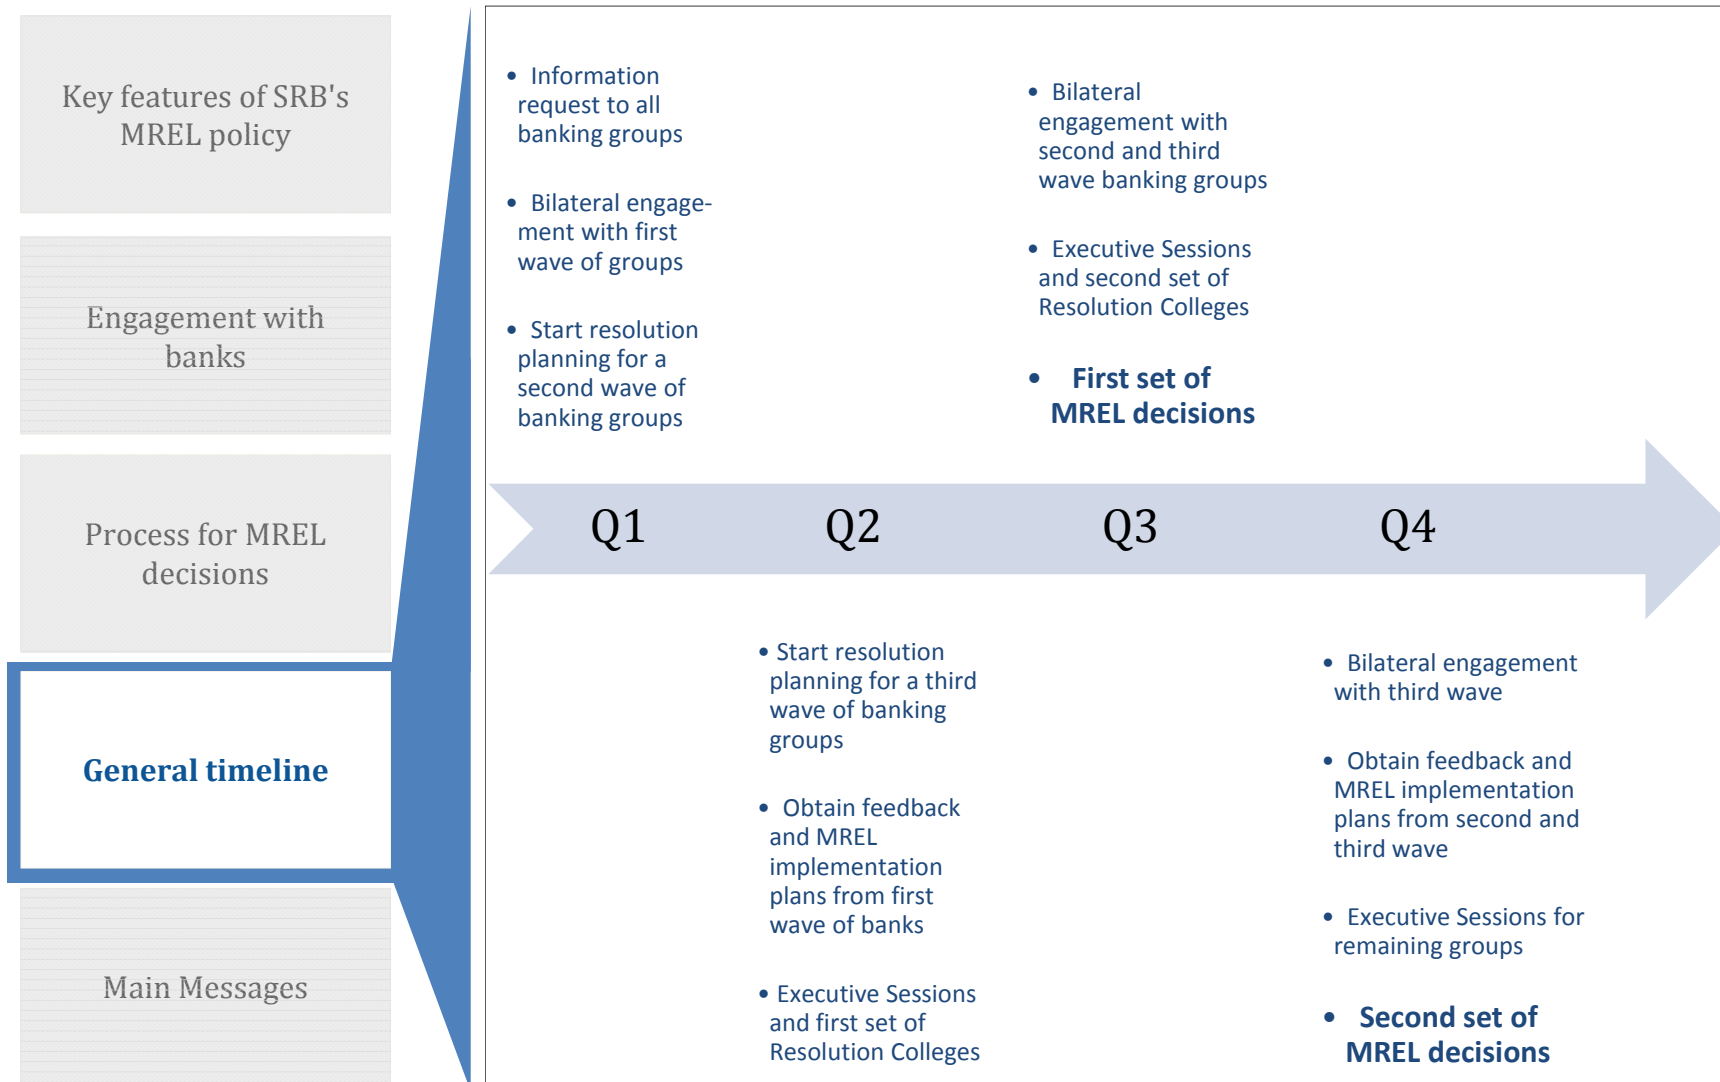 Key features of SRB's
MREL policy
Engagement with
banks
Process for MREL
decisions
General timeline
Main Messages
• Information
request to all
banking groups
• Bilateral engage-
ment with first
wave of groups
• Start resolution
planning for a
second wave of
banking groups
• Bilateral
engagement with
second and third
wave banking groups
• Executive Sessions
and second set of
Resolution Colleges
• First set of
MREL decisions
Q1 Q2 Q3 Q4
• Start resolution
planning for a third
wave of banking
groups
• Obtain feedback
and MREL
implementation
plans from first
wave of banks
• Executive Sessions
and first set of
Resolution Colleges
• Bilateral engagement
with third wave
• Obtain feedback and
MREL implementation
plans from second and
third wave
• Executive Sessions for
remaining groups
• Second set of
MREL decisions